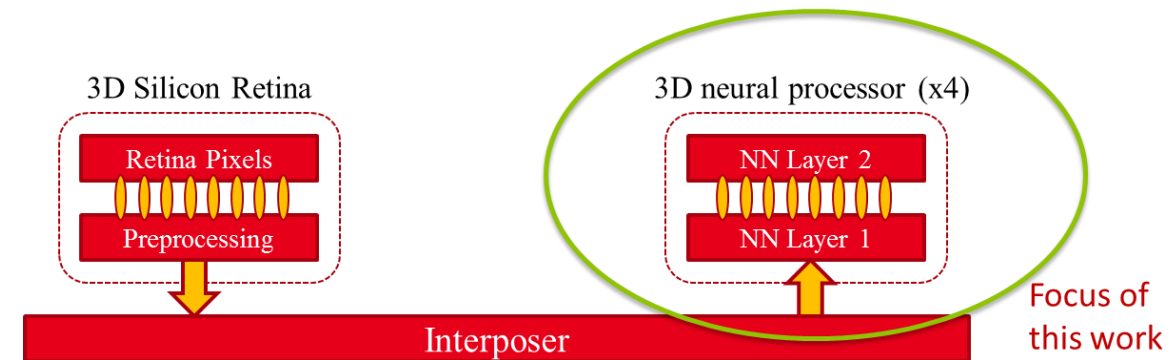 3D Silicon Retina
3D neural processor (x4)
Retina Pixels
NN Layer 2
Preprocessing
NN Layer 1
Focus of
this work
Interposer